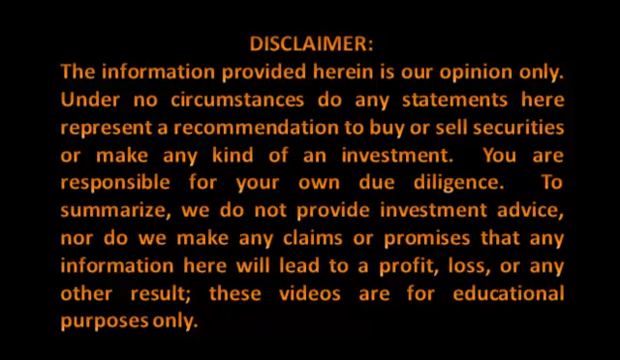 DISCLAIMER:
The information provided herein is our opinion only.
Under no circumstances do any statements here
represent a recommendation to buy or sell securities
or make any kind of an investment. You are
responsible for your own due diligence. To
summarize, we do not provide investment advice,
nor do we make any claims or promises that any
information here will lead to a profit, loss, or any
other result; these videos are for educational
purposes only.